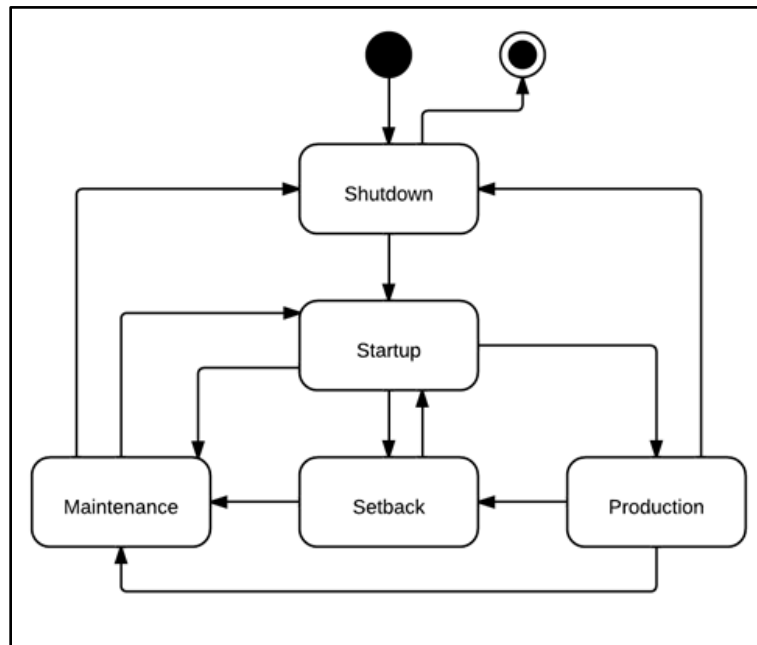 Shutdown
Startup
Maintenance
Setback
Production